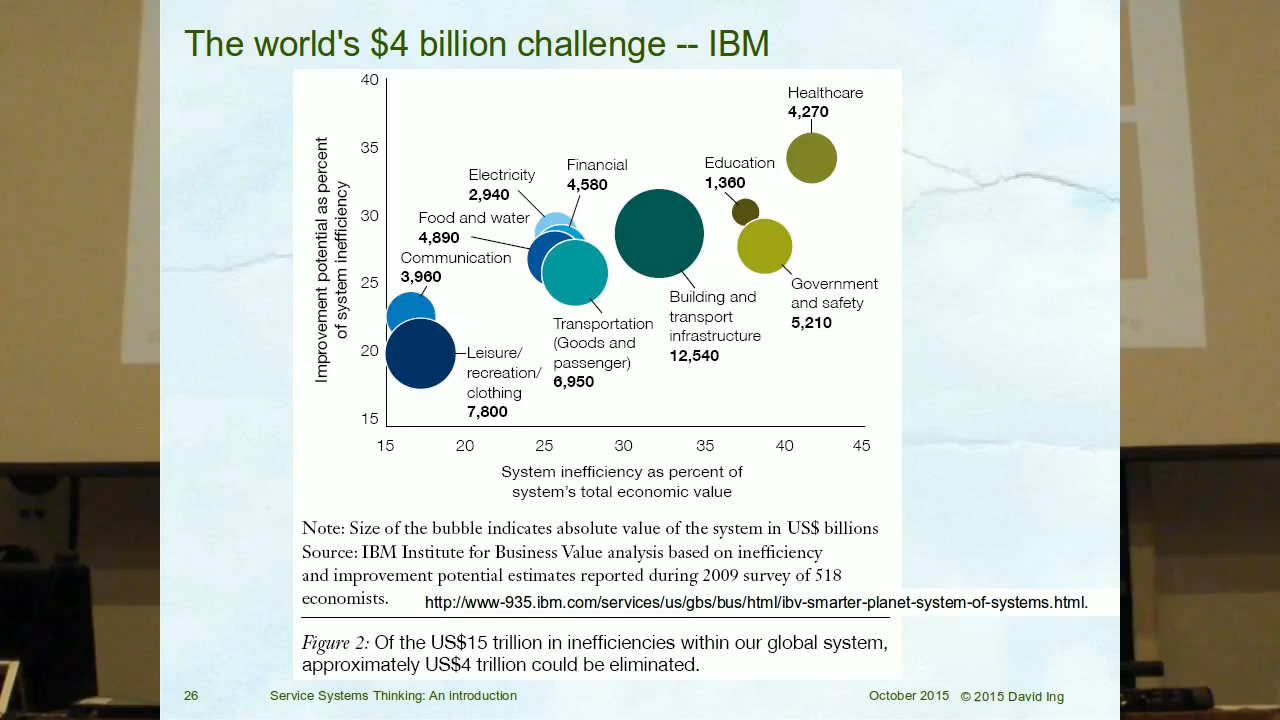 The world's $4 billion challenge -- IBM
40
35
30
25
20
15
Improvement potential as percent
of system inefficiency
Healthcare
4,270
Education
1,360
Financial
4,580
Electricity
2,940
Food and water
4,890
Communication
3,960
Government
and safety
5,210
Building and
transport
infrastructure
12,540
Transportation
(Goods and
passenger)
6,950
Leisure/
recreation/
clothing
7,800
15 20 25 30 35 40 45
System inefficiency as percent of
system’s total economic value
Note: Size of the bubble indicates absolute value of the system in US$ billions
Source: IBM Institute for Business Value analysis based on inefficiency
and improvement potential estimates reported during 2009 survey of 518
economists.
http://www-935.ibm.com/services/us/gbs/bus/html/ibv-smarter-planet-system-of-systems.html.
Figure 2: Of the US$15 trillion in inefficiencies within our global system,
approximately US$4 trillion could be eliminated.
26 Service Systems Thinking: An introduction October 2015 © 2015 David Ing